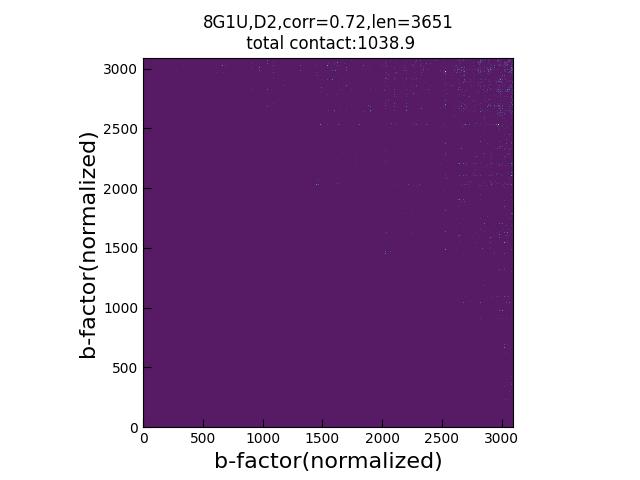 8G1U,D2,corr=0.72,len=3651
total contact:1038.9
3000
2500
2000
1500
1000
500
0
b-factor(normalized)
0 500 1000 1500 2000 2500 3000
b-factor(normalized)